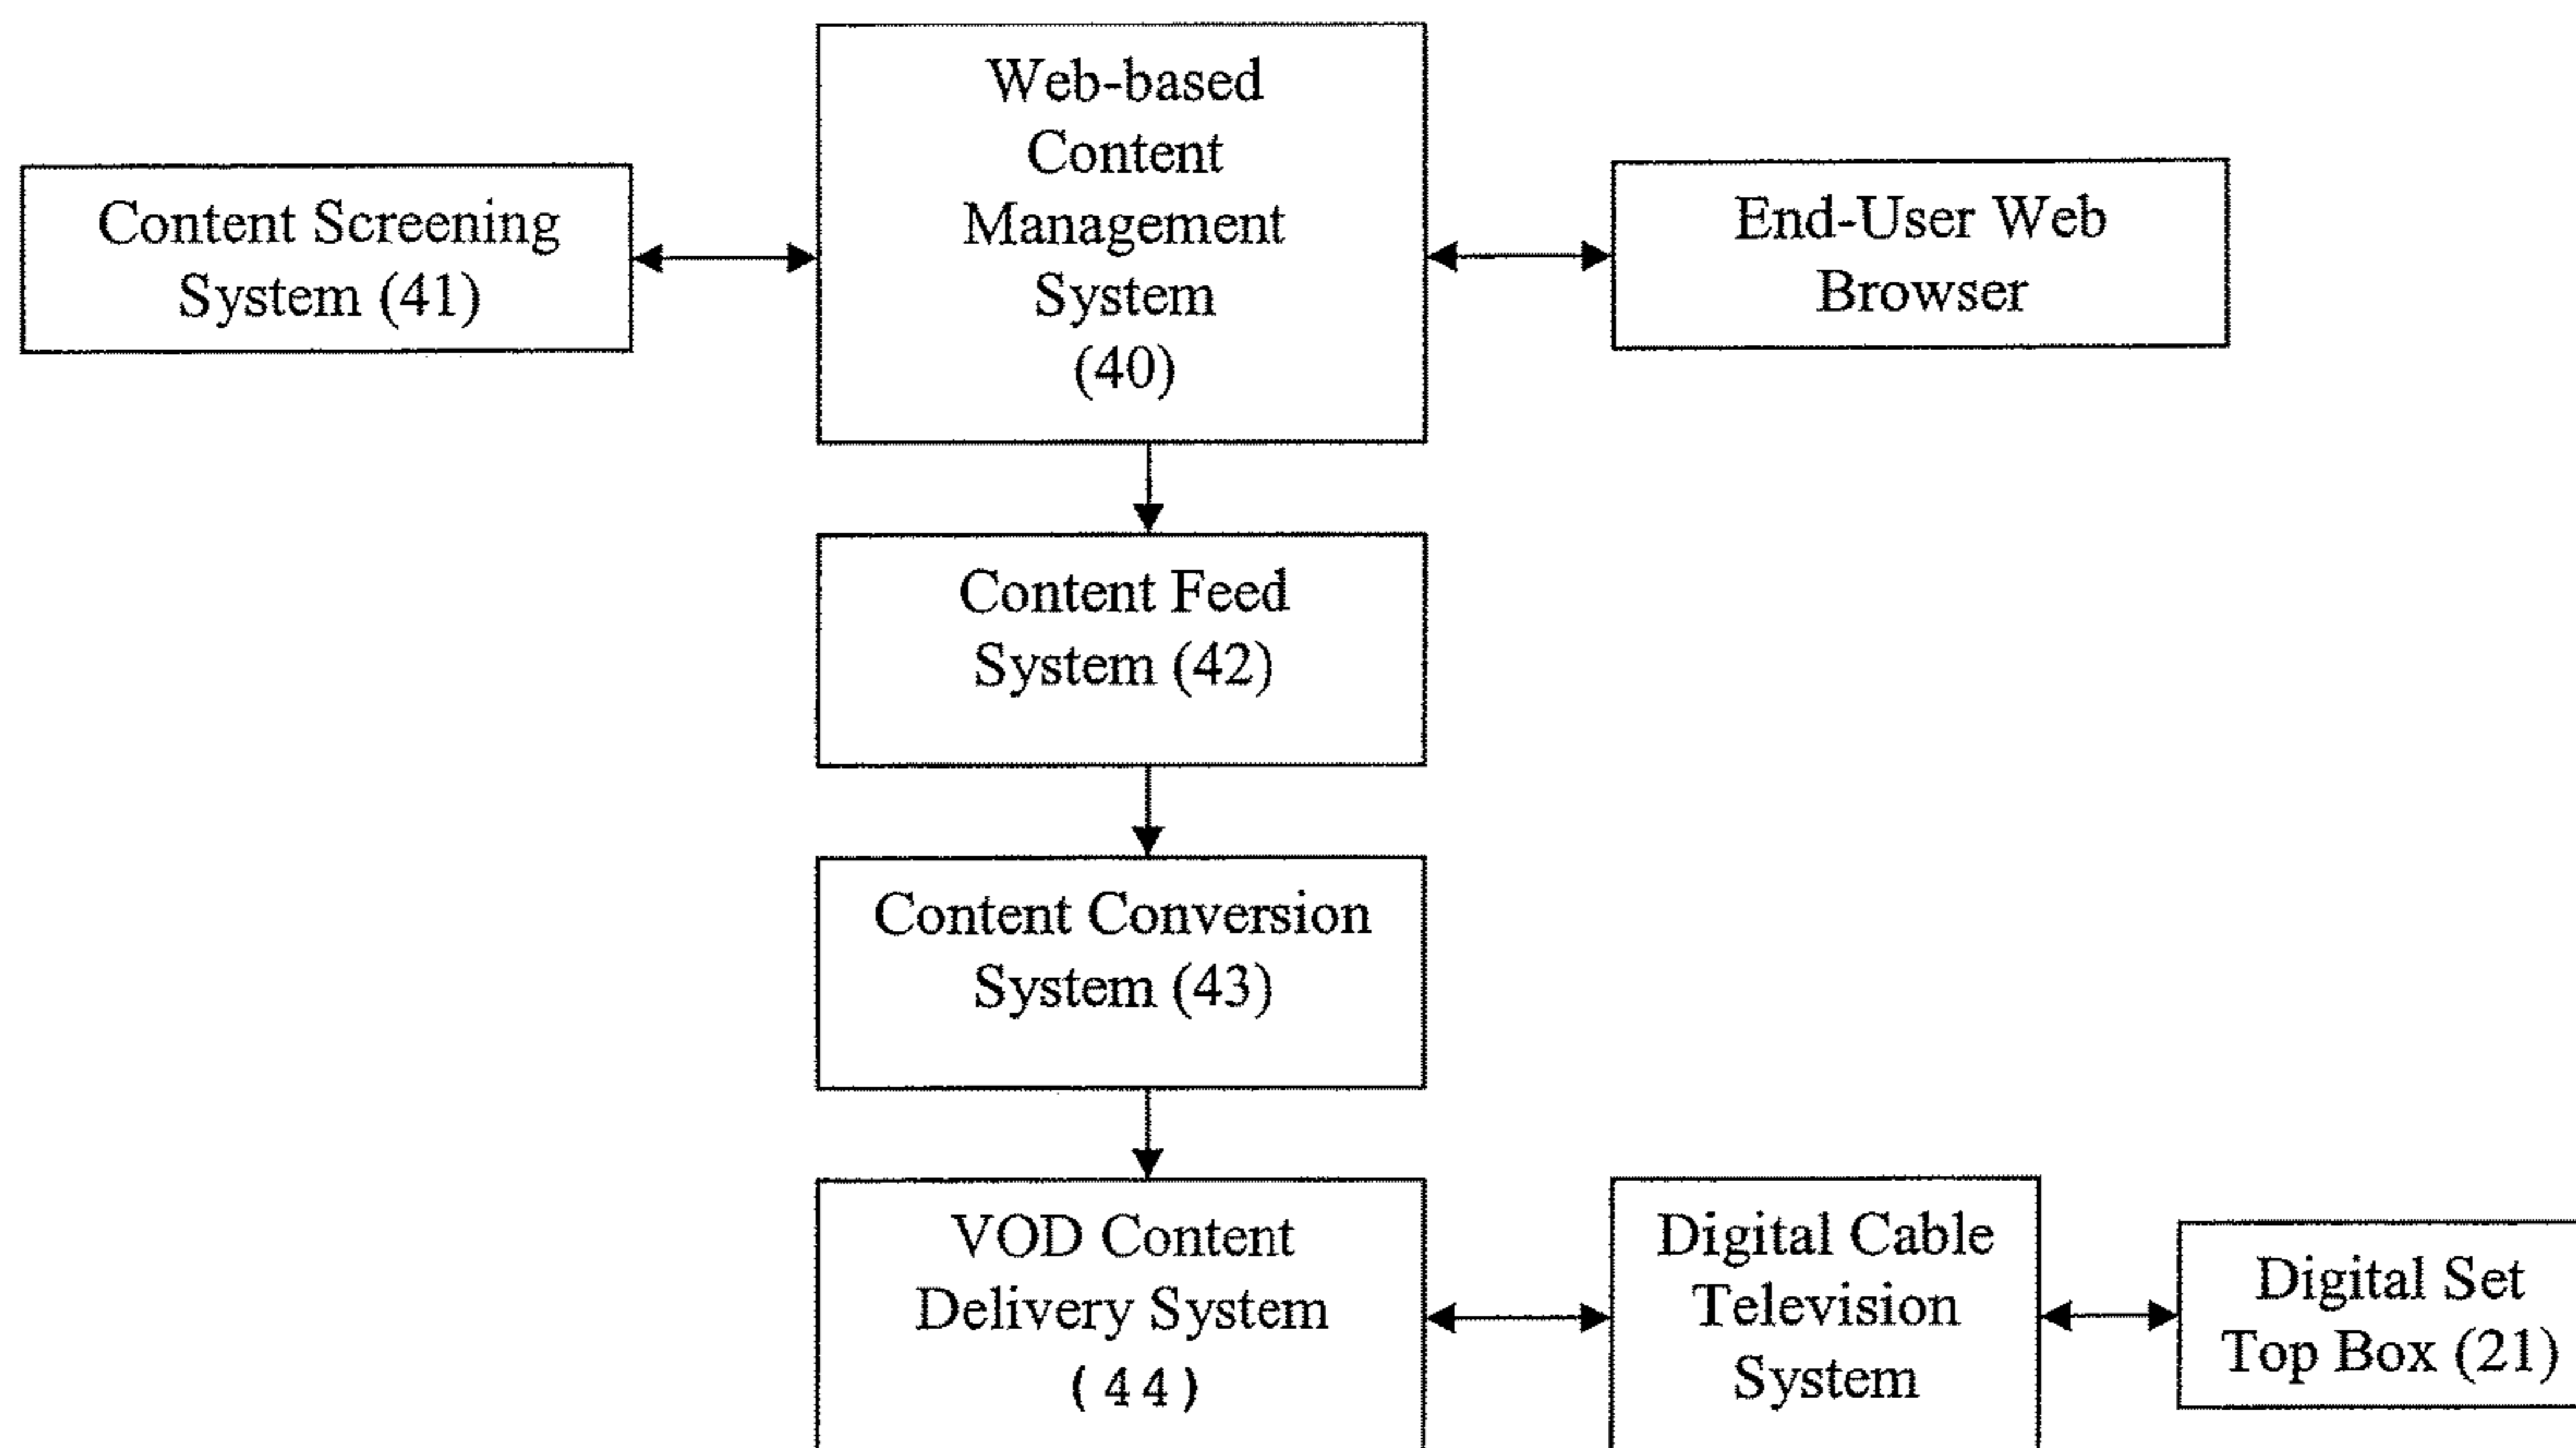 Web-based
Content
Management
System
(40)
Content Screening
System (41)
End-User Web
Browser
Content Feed
System (42)
Content Conversion
System (43)
VOD Content
Delivery System
(44)
Digital Cable
Television
System
Digital Set
Top Box (21)